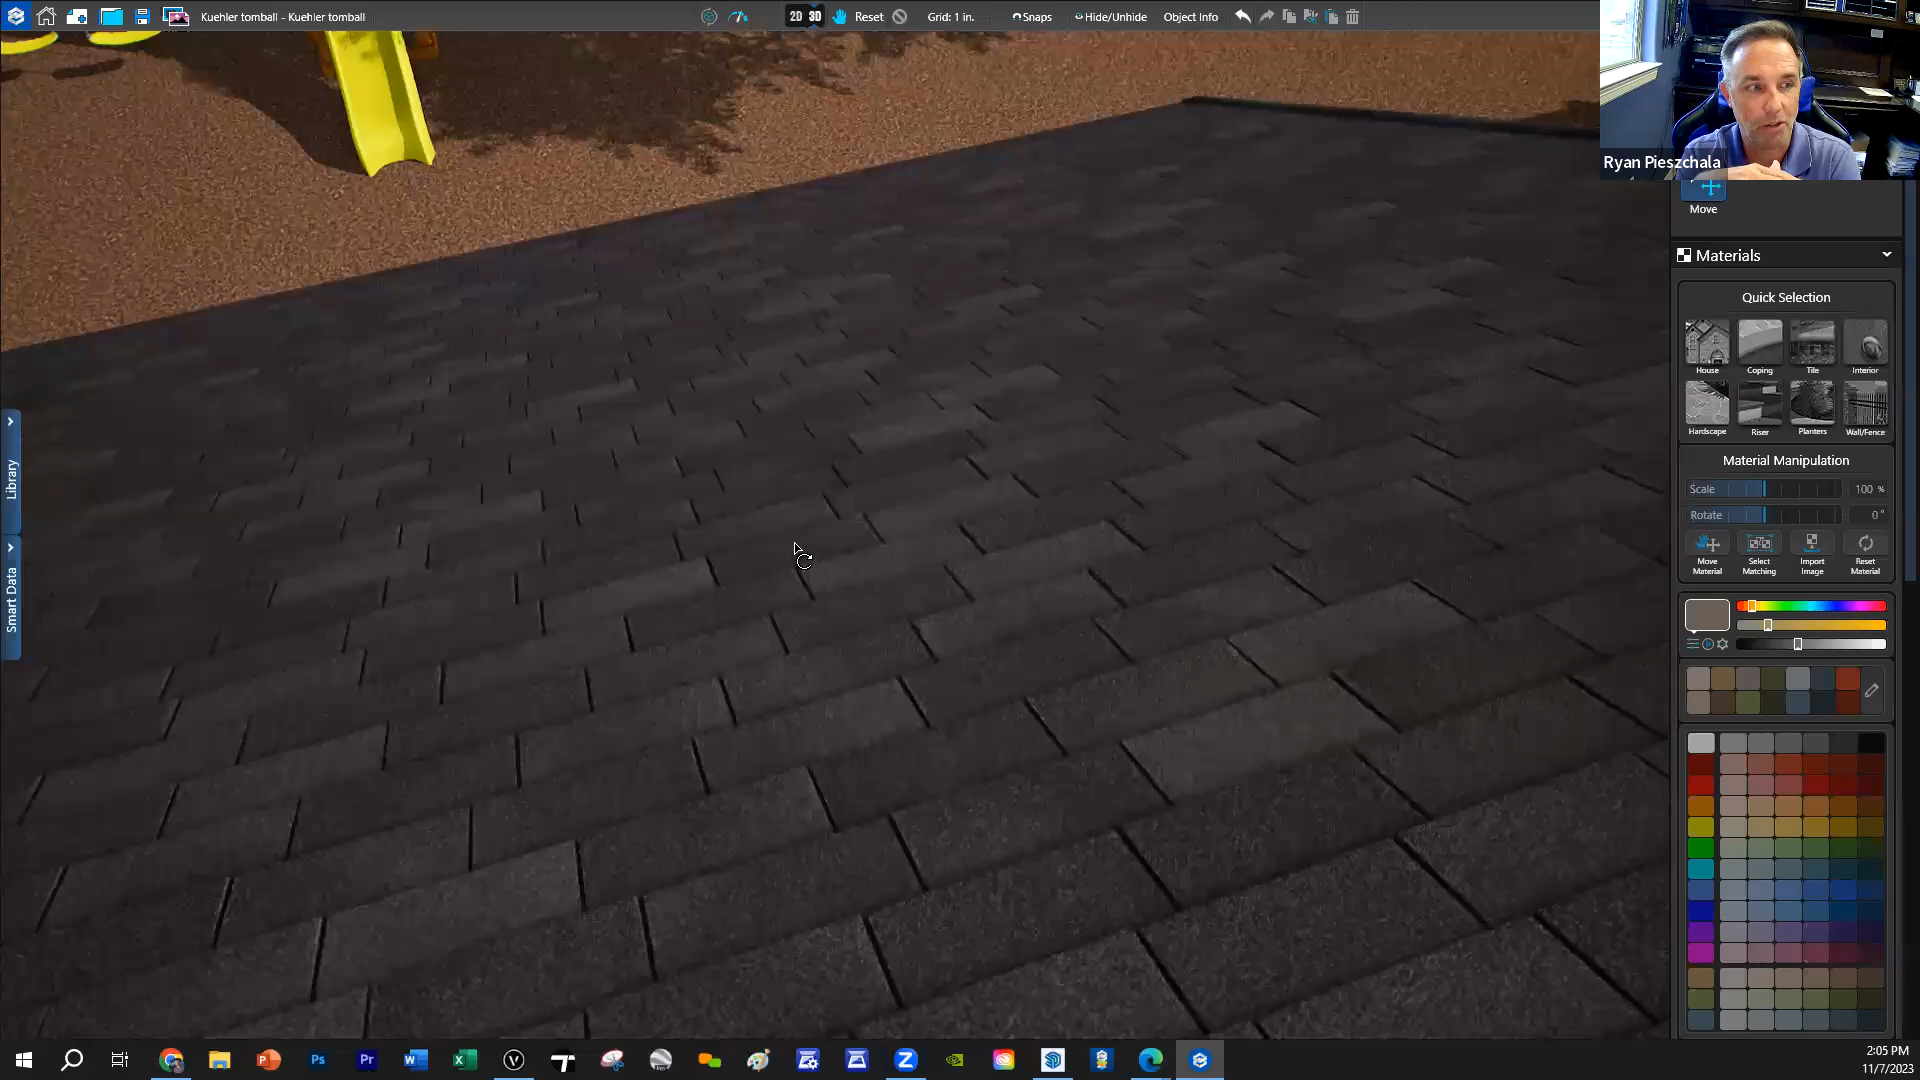 Kuehler tomball - Kuehler tomball
2D 3D Reset Grid: 1 in. Snaps Hide/Unhide Object Info
Ryan Pieszchala
Move
Materials
Quick Selection
House Coping Tile Interior
Hardscape Riser Planters Wall/Fence
Material Manipulation
Scale 100 %
Rotate 0°
Move Material Select Matching Import Image Reset Material
Library
Smart Data
2:05 PM
11/7/2023